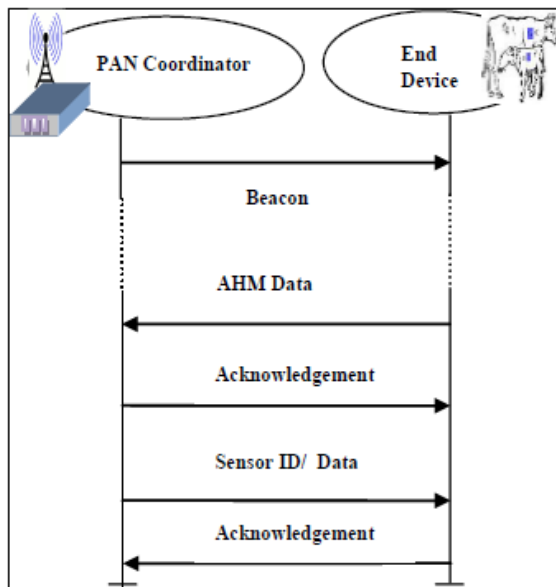 PAN Coordinator
End
Device
Beacon
AHM Data
Acknowledgement
Sensor ID/ Data
Acknowledgement